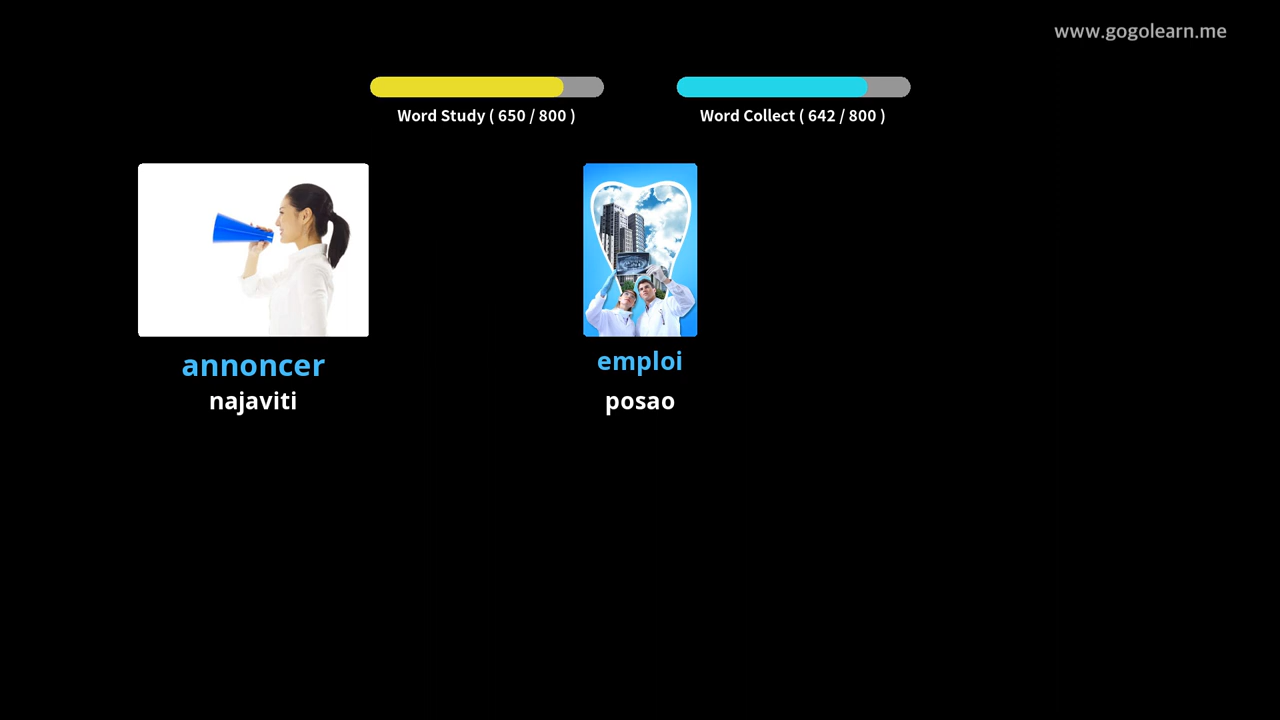 www.gogolearn.me
Word Study ( 650 / 800 )
Word Collect ( 642 / 800 )
annoncer
najaviti
emploi
posao